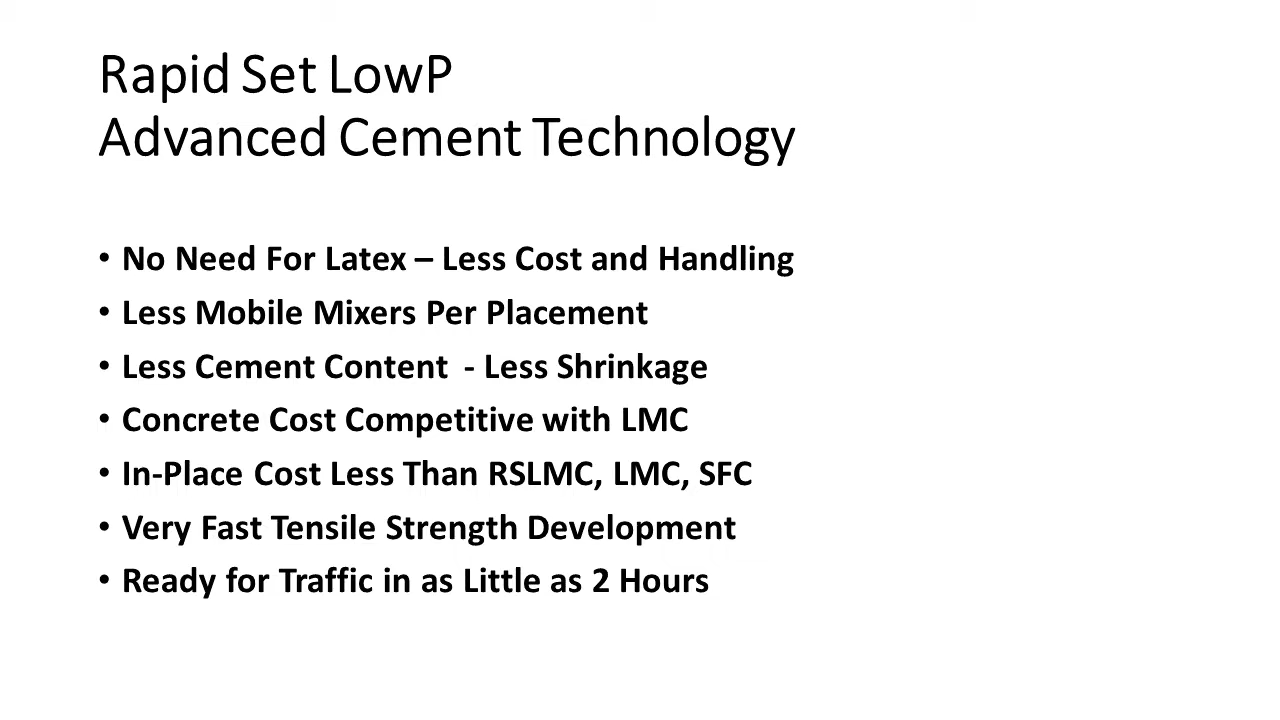 Rapid Set LowP
Advanced Cement Technology
• No Need For Latex – Less Cost and Handling
• Less Mobile Mixers Per Placement
• Less Cement Content  - Less Shrinkage
• Concrete Cost Competitive with LMC
• In-Place Cost Less Than RSLMC, LMC, SFC
• Very Fast Tensile Strength Development
• Ready for Traffic in as Little as 2 Hours